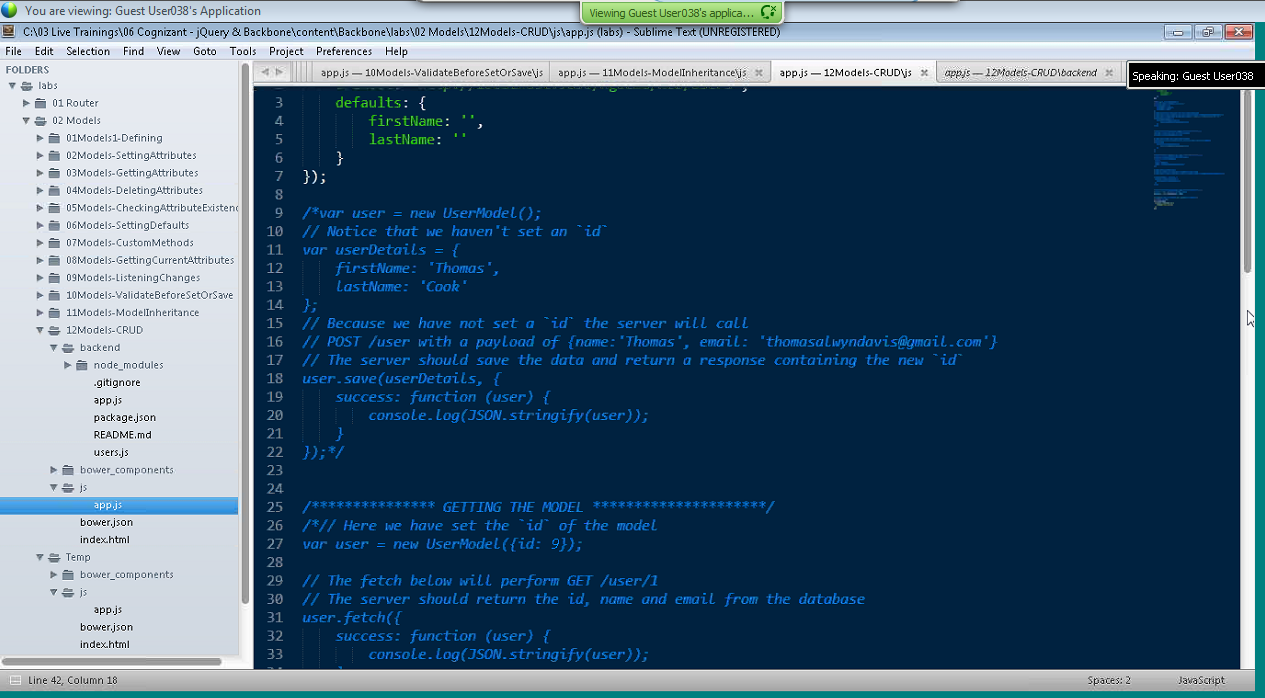 You are viewing: Guest User038's Application
Viewing Guest User038's applica...
C:\03 Live Trainings\06 Cognizant - jQuery & Backbone\content\Backbone\labs\02 Models\12Models-CRUD\js\app.js (labs) - Sublime Text (UNREGISTERED)
File Edit Selection Find View Goto Tools Project Preferences Help
FOLDERS
labs
01 Router
02 Models
01Models1-Defining
02Models-SettingAttributes
03Models-GettingAttributes
04Models-DeletingAttributes
05Models-CheckingAttributeExistenc
06Models-SettingDefaults
07Models-CustomMethods
08Models-GettingCurrentAttributes
09Models-ListeningChanges
10Models-ValidateBeforeSetOrSave
11Models-ModelInheritance
12Models-CRUD
backend
node_modules
.gitignore
app.js
package.json
README.md
users.js
bower_components
js
app.js
bower.json
index.html
Temp
bower_components
js
app.js
bower.json
index.html
app.js — 10Models-ValidateBeforeSetOrSave\js
app.js — 11Models-ModelInheritance\js
app.js — 12Models-CRUD\js
app.js — 12Models-CRUD\backend
Speaking: Guest User038
3 defaults: {
4 firstName: '',
5 lastName: ''
6 }
7 });
8
9 /*var user = new UserModel();
10 // Notice that we haven't set an `id`
11 var userDetails = {
12 firstName: 'Thomas',
13 lastName: 'Cook'
14 };
15 // Because we have not set a `id` the server will call
16 // POST /user with a payload of {name:'Thomas', email: 'thomasalwyndavis@gmail.com'}
17 // The server should save the data and return a response containing the new `id`
18 user.save(userDetails, {
19 success: function (user) {
20 console.log(JSON.stringify(user));
21 }
22 });*/
23
24
25 /*************** GETTING THE MODEL *********************/
26 /*// Here we have set the `id` of the model
27 var user = new UserModel({id: 9});
28
29 // The fetch below will perform GET /user/1
30 // The server should return the id, name and email from the database
31 user.fetch({
32 success: function (user) {
33 console.log(JSON.stringify(user));
Line 42, Column 18
Spaces: 2
JavaScript